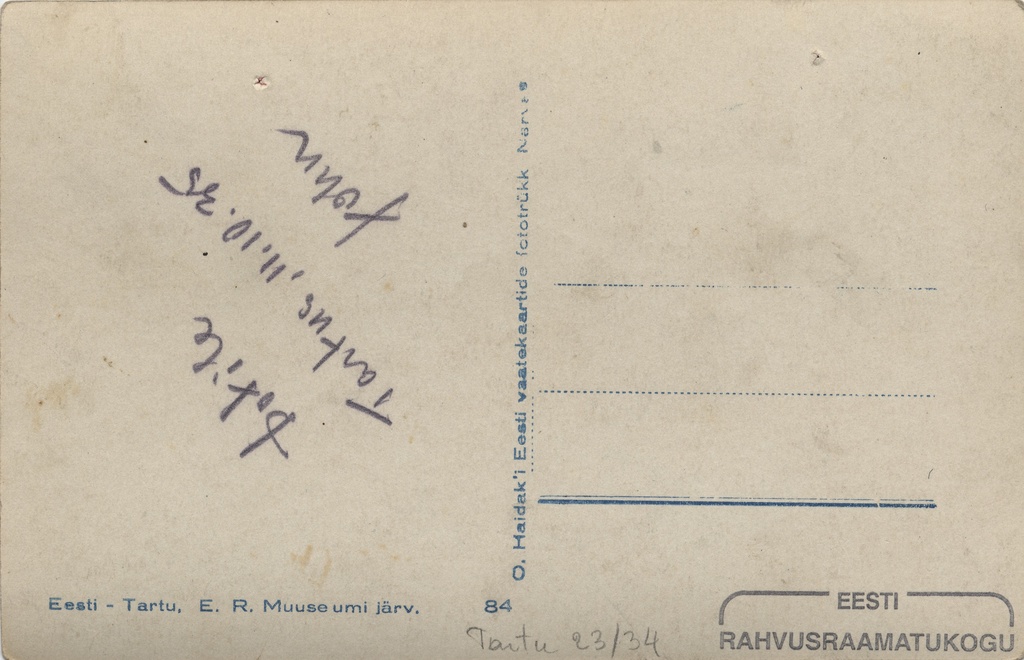 Tartus, 11.10.35
O. Haidak'i Eesti vaatekaartide fototrükk Narvas
Eesti - Tartu, E. R. Muuseumi järv.
84
Tartu 23/34
EESTI
RAHVUSRAAMATUKOGU